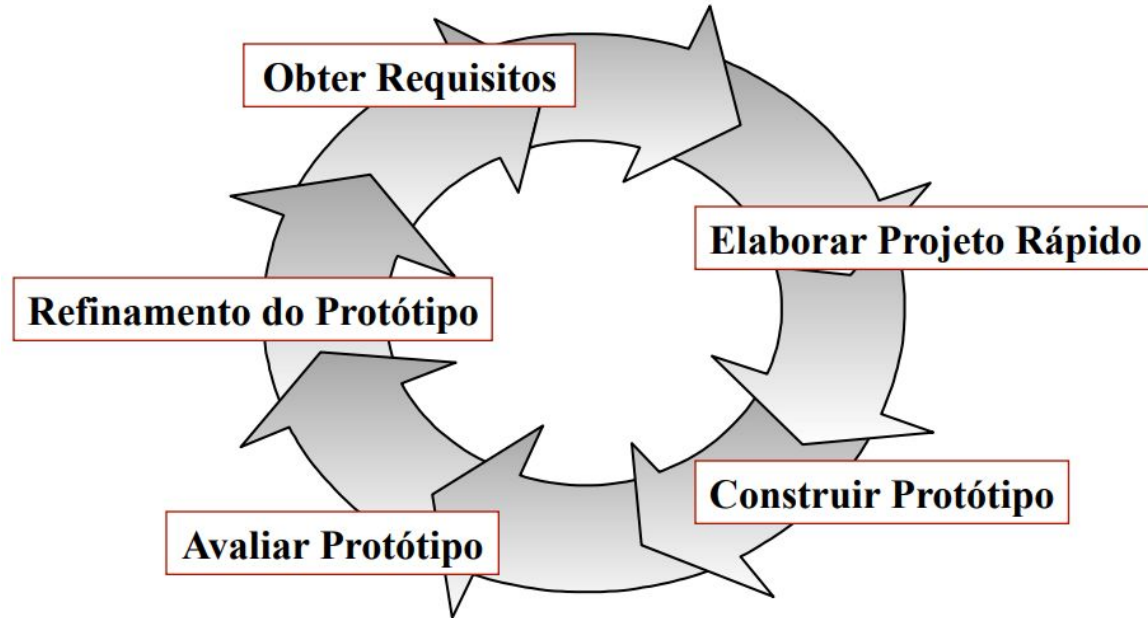 Obter Requisitos
Elaborar Projeto Rápido
Refinamento do Protótipo
Construir Protótipo
Avaliar Protótipo